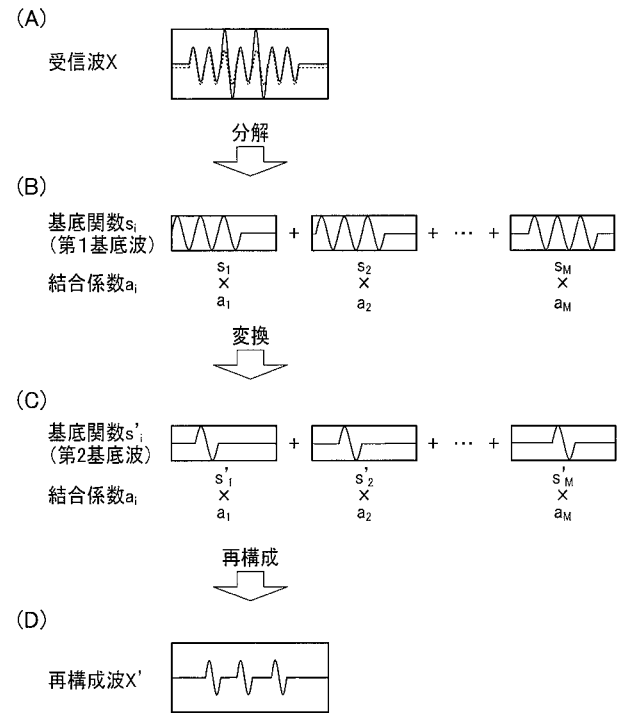 (A)
受信波X
分解
(B)
基底関数sᵢ
(第1基底波)
+ + … +
s₁ s₂ s_M
結合係数aᵢ
× × ×
a₁ a₂ a_M
変換
(C)
基底関数s'ᵢ
(第2基底波)
+ + … +
s'₁ s'₂ s'_M
結合係数aᵢ
× × ×
a₁ a₂ a_M
再構成
(D)
再構成波X'